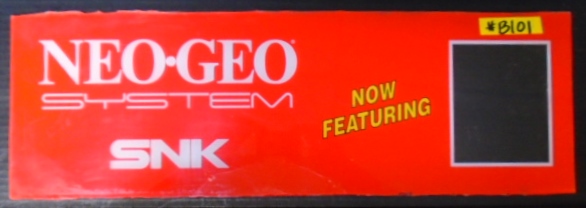 NEO•GEO
SYSTEM
SNK
NOW
FEATURING
#B101